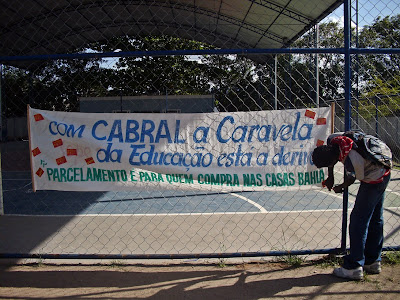 com CABRAL a Caravela
da Educação está a deriva
PARCELAMENTO É PARA QUEM COMPRA NAS CASAS BAHIA